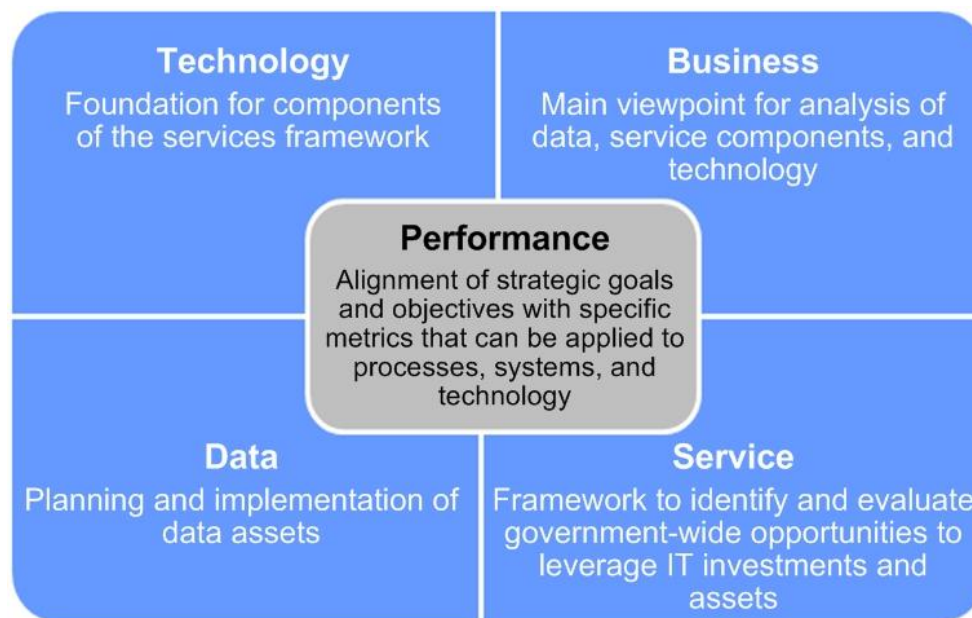 Technology
Foundation for components
of the services framework
Business
Main viewpoint for analysis of
data, service components, and
technology
Performance
Alignment of strategic goals
and objectives with specific
metrics that can be applied to
processes, systems, and
technology
Data
Planning and implementation of
data assets
Service
Framework to identify and evaluate
government-wide opportunities to
leverage IT investments and
assets